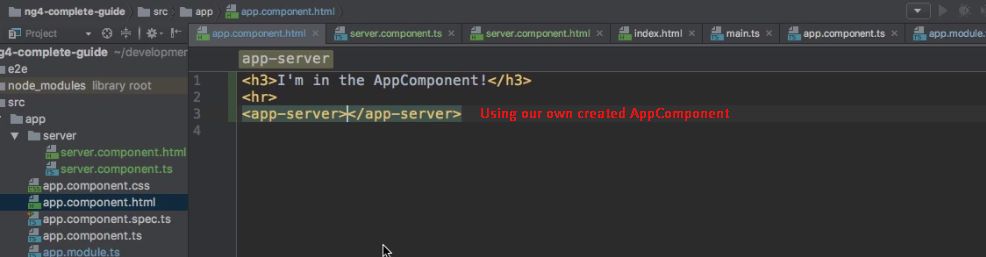 ng4-complete-guide src app app.component.html
Project
app.component.html × server.component.ts × server.component.html × index.html × main.ts × app.component.ts × app.module.
ng4-complete-guide ~/developmen
e2e
node_modules library root
src
app
server
server.component.html
server.component.ts
app.component.css
app.component.html
app.component.spec.ts
app.component.ts
app.module.ts
app-server
1 <h3>I'm in the AppComponent!</h3>
2 <hr>
3 <app-server></app-server> Using our own created AppComponent
4